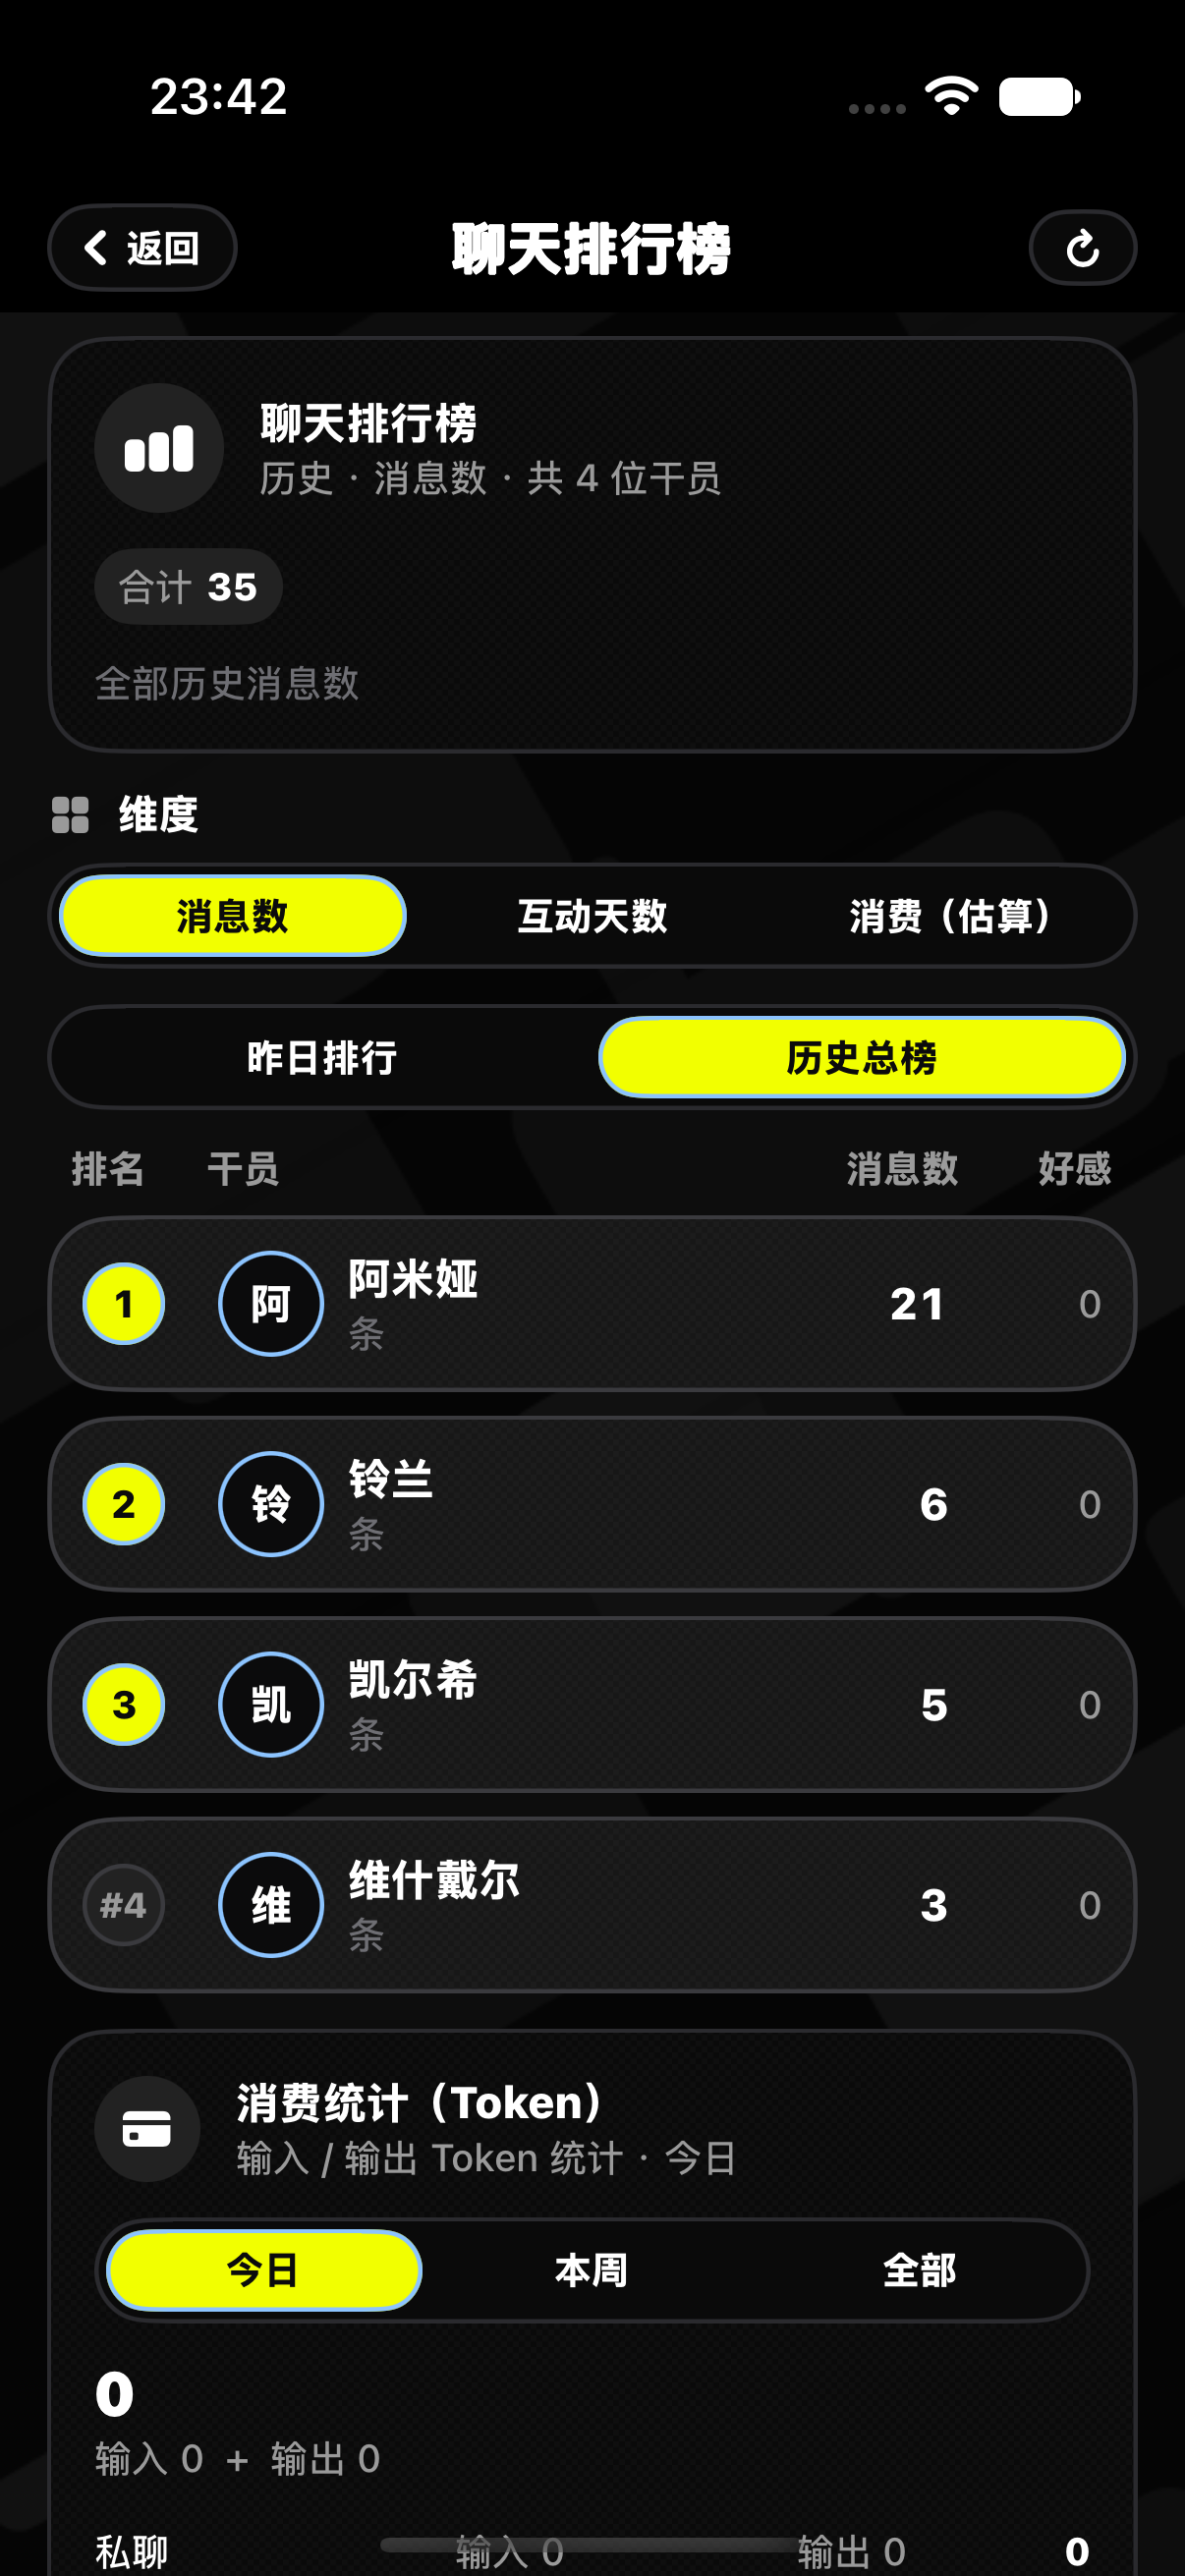 23:42
返回
聊天排行榜
聊天排行榜
历史 · 消息数 · 共 4 位干员
合计 35
全部历史消息数
维度
消息数 互动天数 消费（估算）
昨日排行 历史总榜
排名 干员 消息数 好感
1 阿 阿米娅 21 0
条
2 铃 铃兰 6 0
条
3 凯 凯尔希 5 0
条
#4 维 维什戴尔 3 0
条
消费统计（Token）
输入 / 输出 Token 统计 · 今日
今日 本周 全部
0
输入 0 + 输出 0
私聊 输入 0 输出 0 0